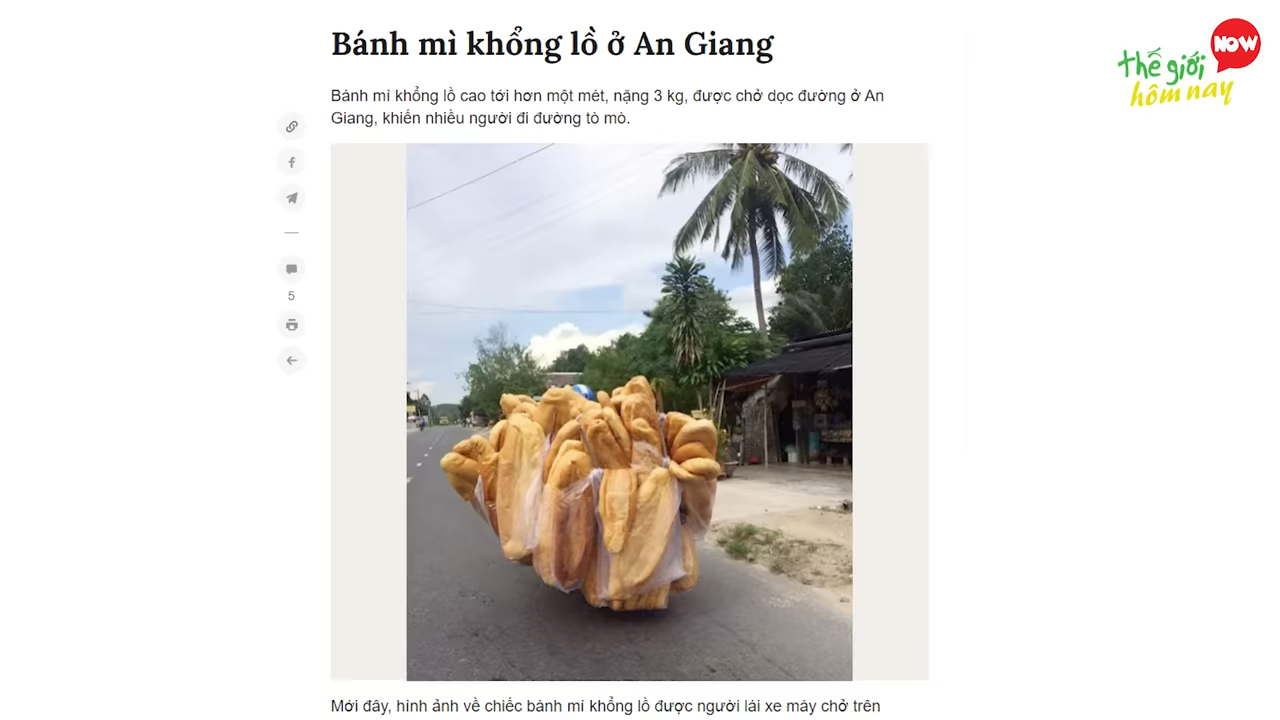 Bánh mì khổng lồ ở An Giang
NOW
thế giới
hôm nay
Bánh mì khổng lồ cao tới hơn một mét, nặng 3 kg, được chở dọc đường ở An
Giang, khiến nhiều người đi đường tò mò.
5
Mới đây, hình ảnh về chiếc bánh mì khổng lồ được người lái xe máy chở trên